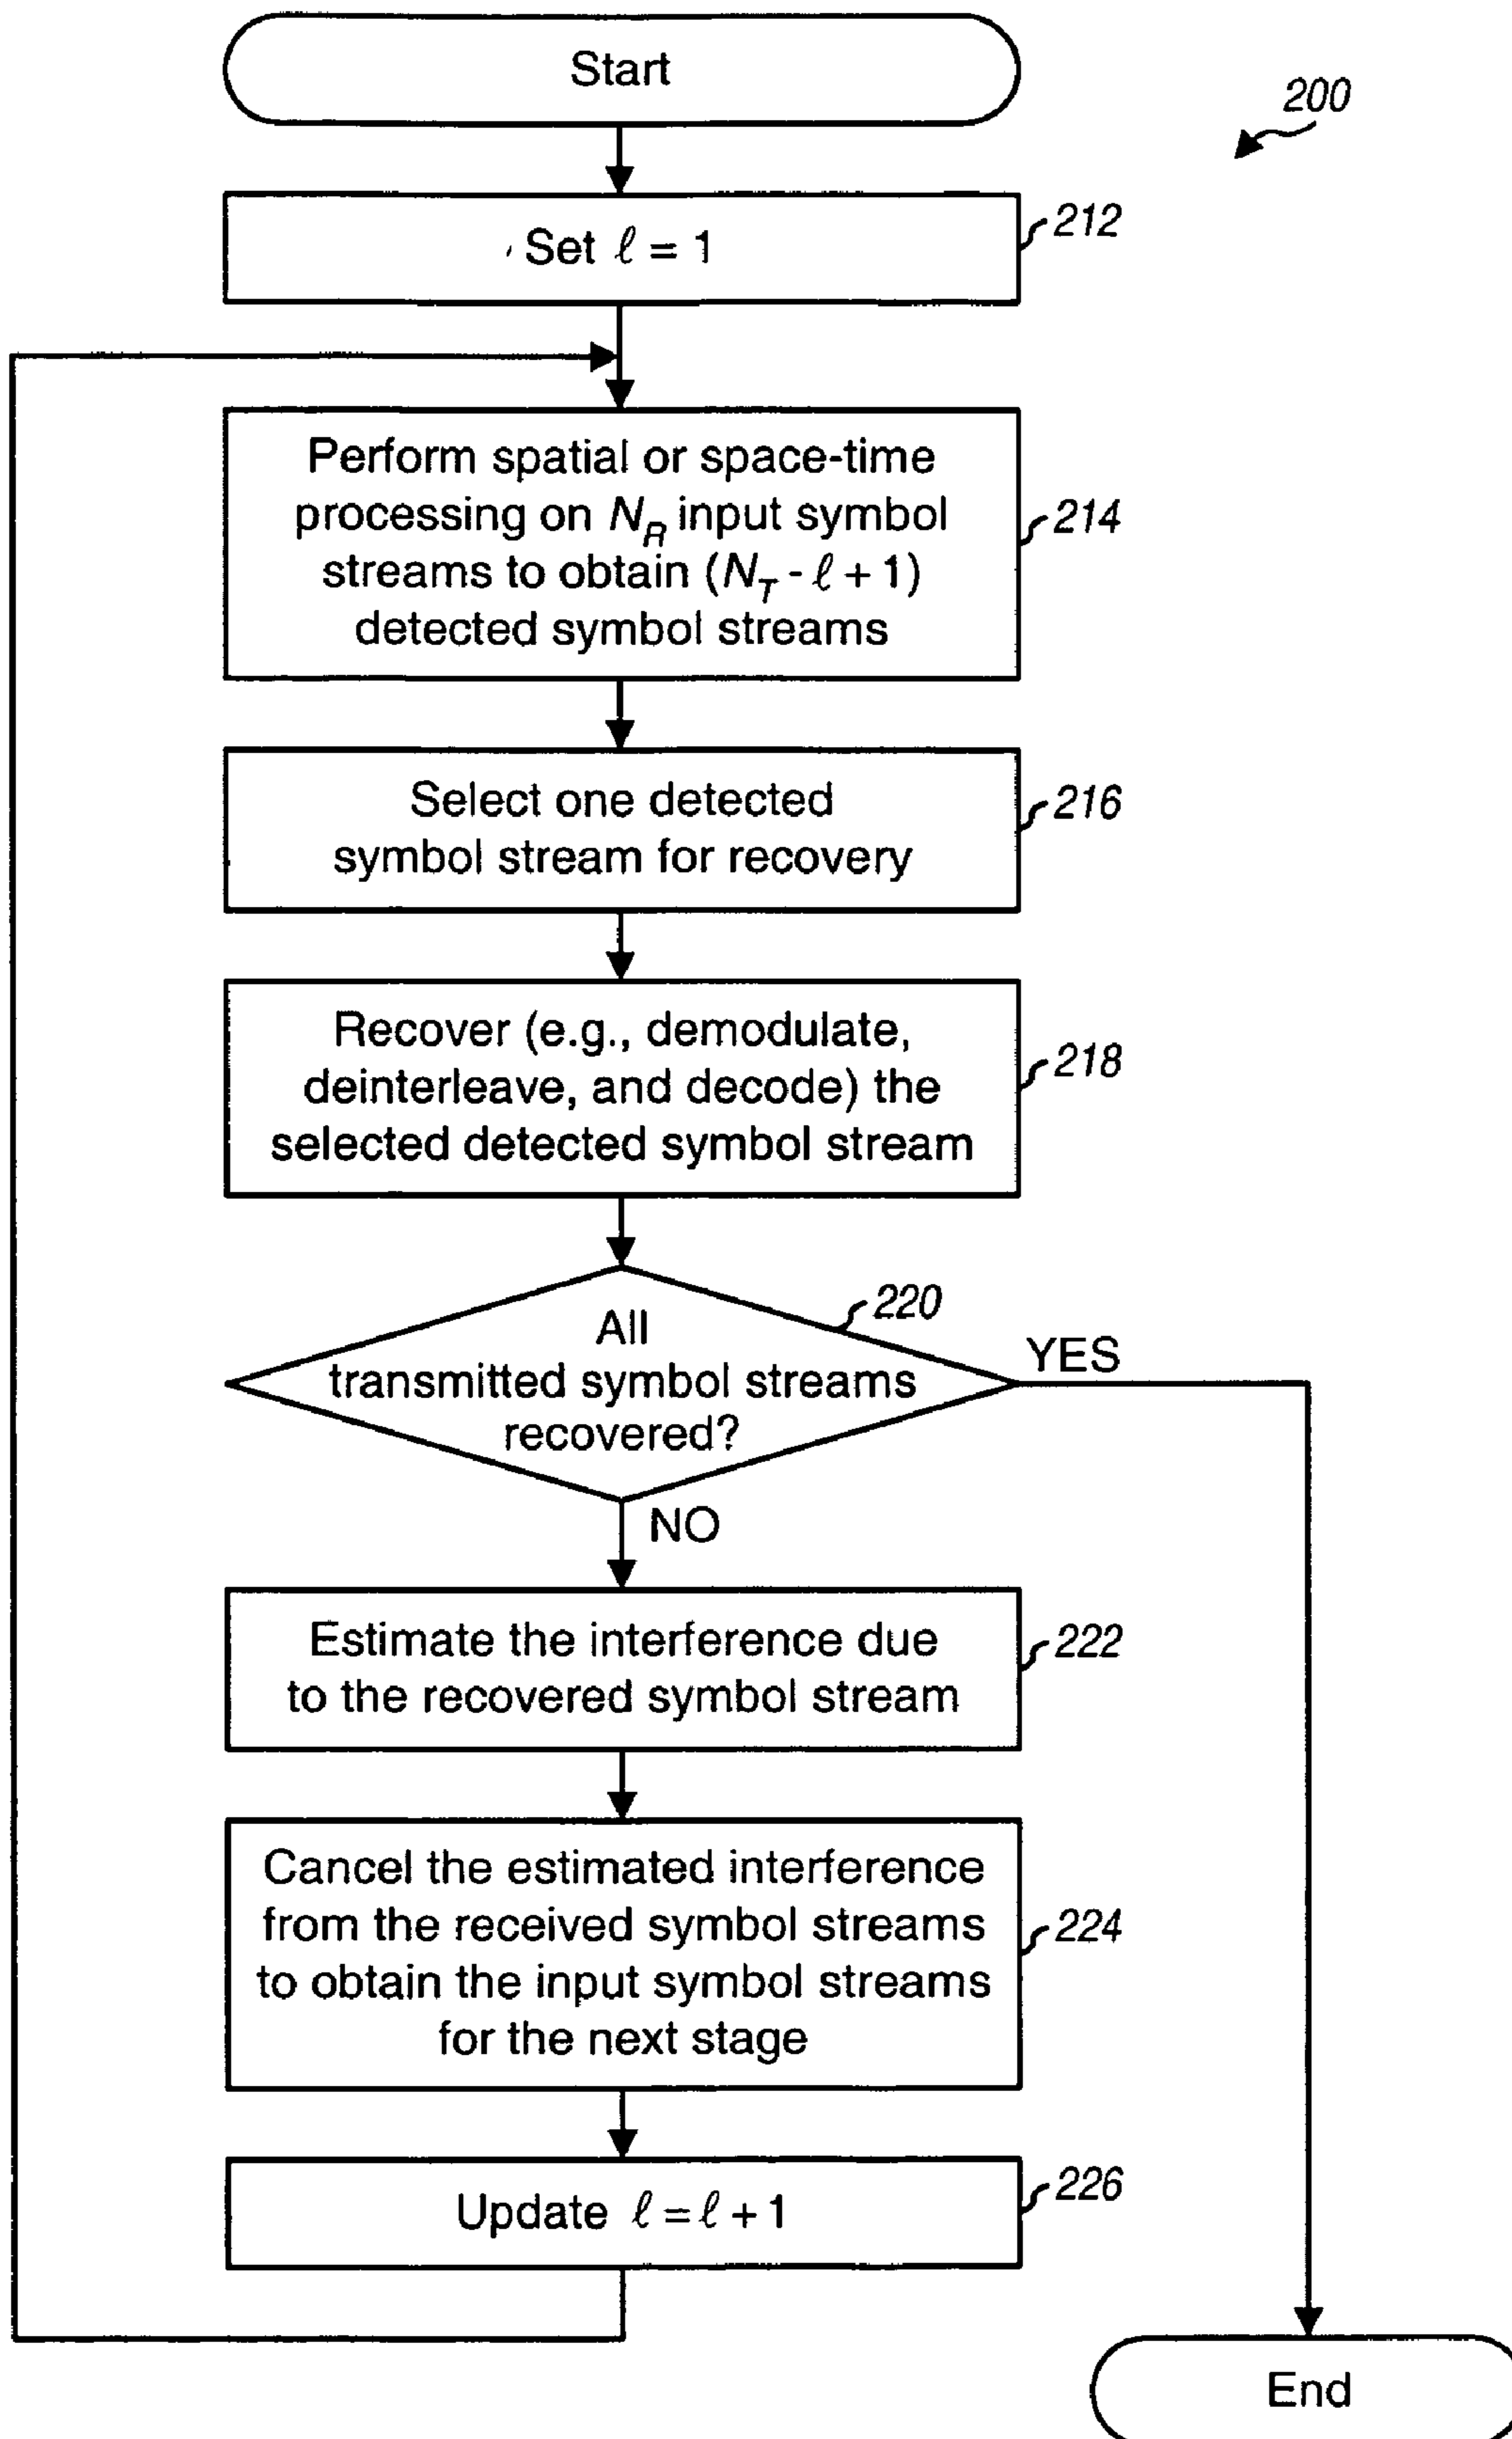 Start
200
Set ℓ = 1
212
Perform spatial or space-time
processing on N_R input symbol
streams to obtain (N_T - ℓ + 1)
detected symbol streams
214
Select one detected
symbol stream for recovery
216
Recover (e.g., demodulate,
deinterleave, and decode) the
selected detected symbol stream
218
All
transmitted symbol streams
recovered?
220
YES
NO
Estimate the interference due
to the recovered symbol stream
222
Cancel the estimated interference
from the received symbol streams
to obtain the input symbol streams
for the next stage
224
Update ℓ = ℓ + 1
226
End